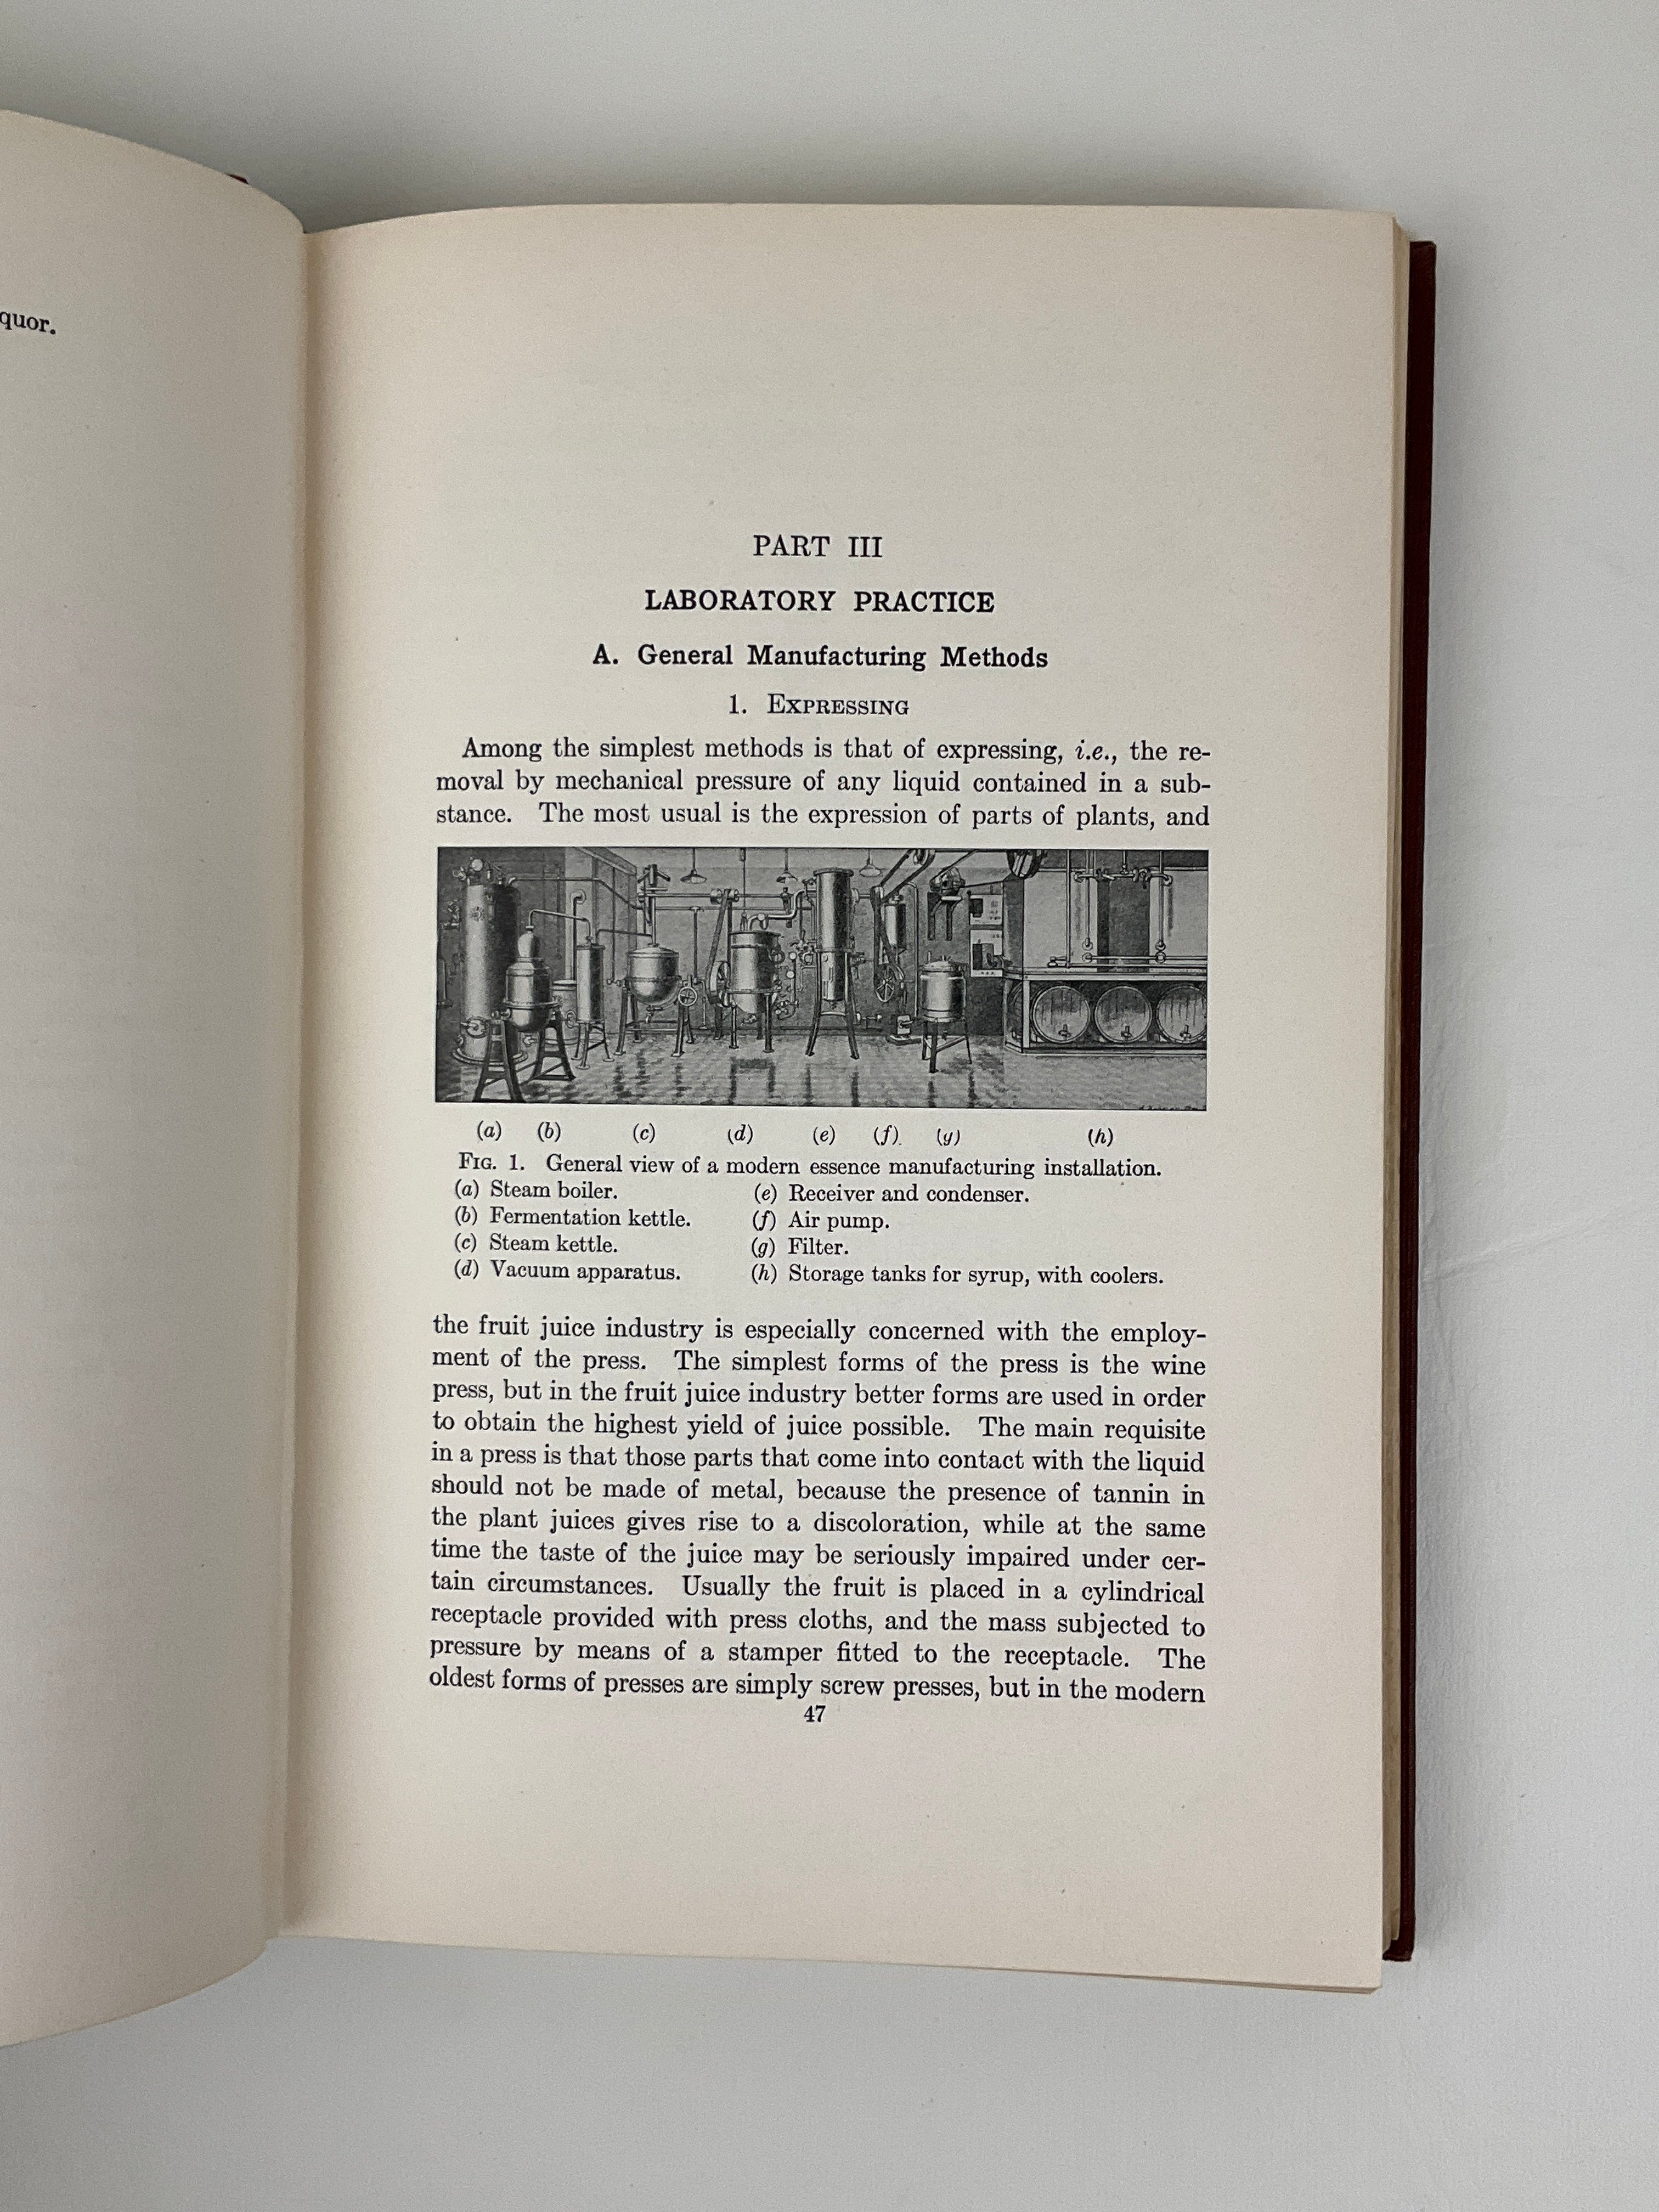 quor.
PART III
LABORATORY PRACTICE
A. General Manufacturing Methods
1. EXPRESSING
Among the simplest methods is that of expressing, i.e., the re-
moval by mechanical pressure of any liquid contained in a sub-
stance. The most usual is the expression of parts of plants, and
(a) (b) (c) (d) (e) (f) (g) (h)
FIG. 1. General view of a modern essence manufacturing installation.
(a) Steam boiler.
(b) Fermentation kettle.
(c) Steam kettle.
(d) Vacuum apparatus.
(e) Receiver and condenser.
(f) Air pump.
(g) Filter.
(h) Storage tanks for syrup, with coolers.
the fruit juice industry is especially concerned with the employ-
ment of the press. The simplest forms of the press is the wine
press, but in the fruit juice industry better forms are used in order
to obtain the highest yield of juice possible. The main requisite
in a press is that those parts that come into contact with the liquid
should not be made of metal, because the presence of tannin in
the plant juices gives rise to a discoloration, while at the same
time the taste of the juice may be seriously impaired under cer-
tain circumstances. Usually the fruit is placed in a cylindrical
receptacle provided with press cloths, and the mass subjected to
pressure by means of a stamper fitted to the receptacle. The
oldest forms of presses are simply screw presses, but in the modern
47